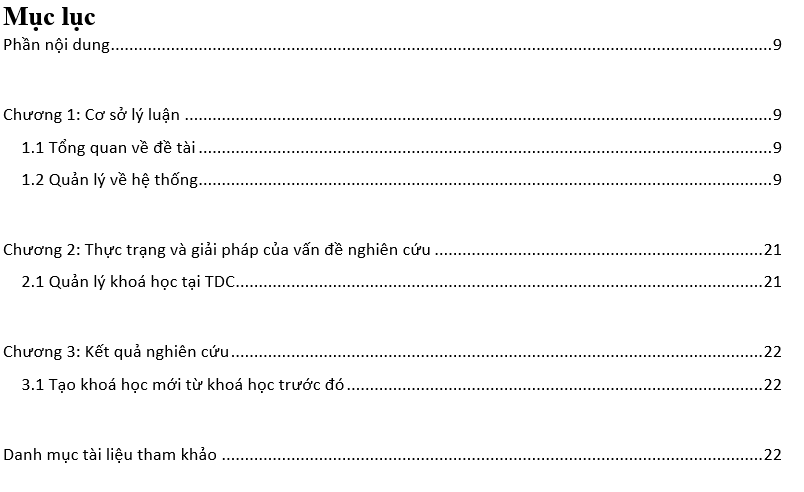 Mục lục
Phần nội dung.......................................................................................................................................................9
Chương 1: Cơ sở lý luận .......................................................................................................................................9
1.1 Tổng quan về đề tài ....................................................................................................................................9
1.2 Quản lý về hệ thống....................................................................................................................................9
Chương 2: Thực trạng và giải pháp của vấn đề nghiên cứu ..........................................................................21
2.1 Quản lý khoá học tại TDC..........................................................................................................................21
Chương 3: Kết quả nghiên cứu..........................................................................................................................22
3.1 Tạo khoá học mới từ khoá học trước đó..................................................................................................22
Danh mục tài liệu tham khảo ............................................................................................................................22